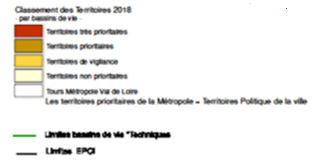 Classement des Territoires 2018
- par bassins de vie -
Territoires très prioritaires
Territoires prioritaires
Territoires de vigilance
Territoires non prioritaires
Tours Métropole Val de Loire
Les territoires prioritaires de la Métropole = Territoires Politique de la ville
Limites bassins de vie "Techniques
Limites EPCI